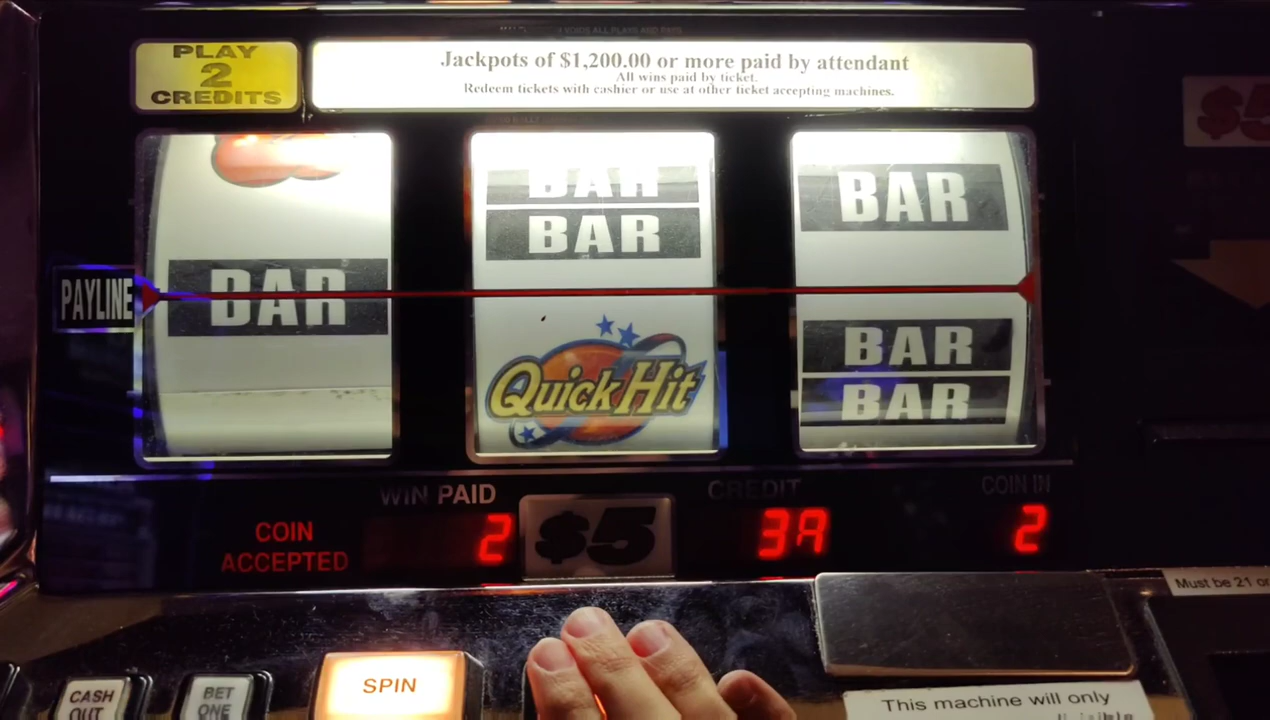 PLAY
2
CREDITS
Jackpots of $1,200.00 or more paid by attendant
All wins paid by ticket.
Redeem tickets with cashier or use at other ticket accepting machines.
BAR
BAR
BAR
PAYLINE
BAR
Quick Hit
BAR
BAR
WIN PAID
CREDIT
COIN IN
COIN
ACCEPTED
2
$5
2
Must be 21 or
SPIN
CASH
OUT
BET
ONE
This machine will only